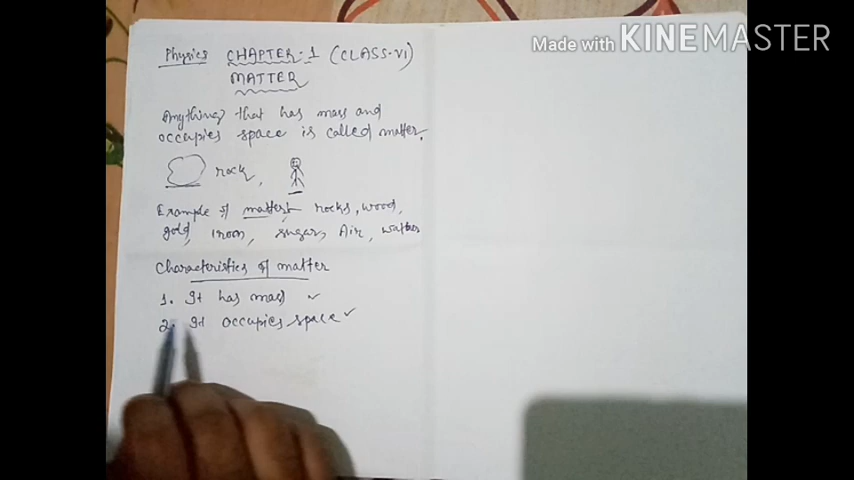 Made with KINEMASTER
Physics CHAPTER-1 (CLASS-VI)
MATTER
Anything that has mass and
occupies space is called matter.
rock,
Example of matter rocks, wood,
gold, Iron, sugar, Air, water
Characteristics of matter
1. It has mass
2. It occupies space